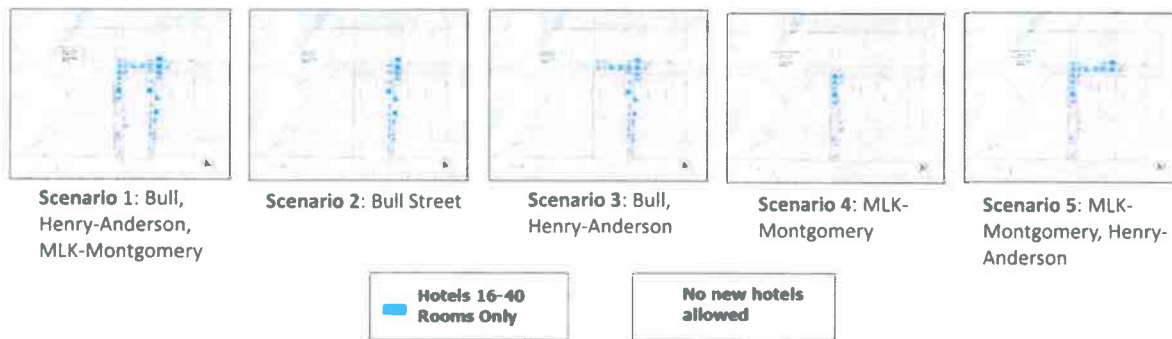 Scenario 1: Bull,
Henry-Anderson,
MLK-Montgomery
Scenario 2: Bull Street
Scenario 3: Bull,
Henry-Anderson
Scenario 4: MLK-
Montgomery
Scenario 5: MLK-
Montgomery, Henry-
Anderson
Hotels 16-40
Rooms Only
No new hotels
allowed